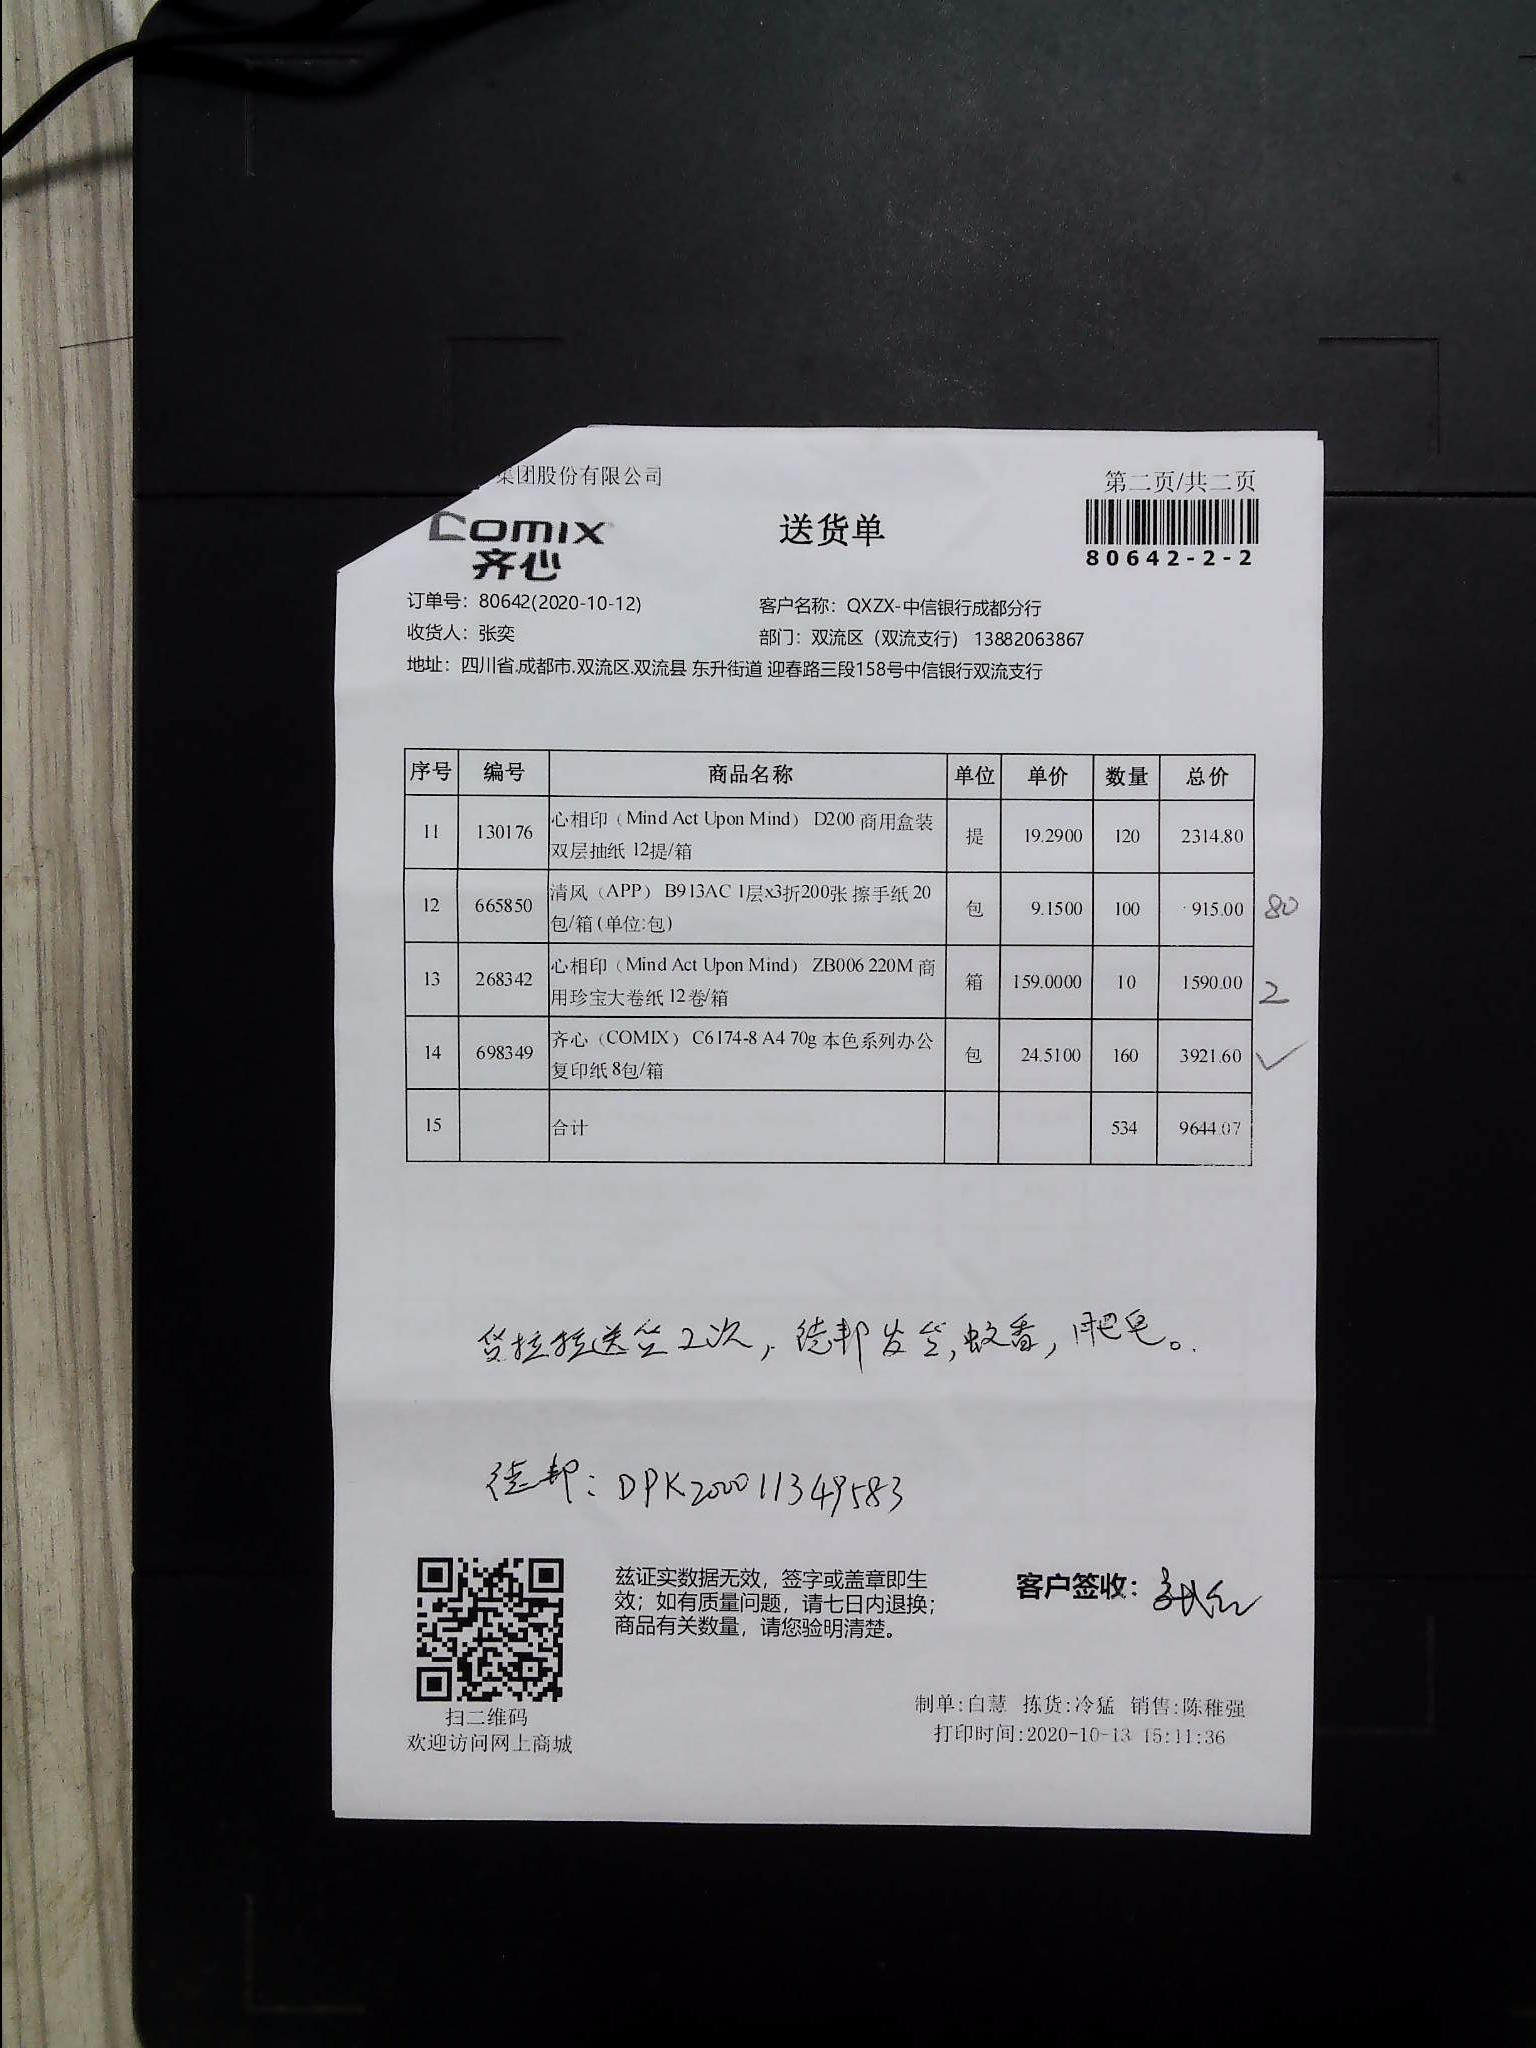 集团股份有限公司
第二页/共二页
COMIX
齐心
送货单
80642-2-2
订单号：80642(2020-10-12)
客户名称：QXZX-中信银行成都分行
收货人：张奕
部门：双流区（双流支行） 13882063867
地址：四川省.成都市.双流区.双流县 东升街道 迎春路三段158号中信银行双流支行
序号 编号 商品名称 单位 单价 数量 总价
11 130176 心相印（Mind Act Upon Mind） D200 商用盒装双层抽纸 12提/箱 提 19.2900 120 2314.80
12 665850 清风（APP） B913AC 1层x3折200张 擦手纸 20包/箱 (单位:包) 包 9.1500 100 915.00 80
13 268342 心相印（Mind Act Upon Mind） ZB006 220M 商用珍宝大卷纸 12卷/箱 箱 159.0000 10 1590.00 2
14 698349 齐心（COMIX） C6174-8 A4 70g 本色系列办公复印纸 8包/箱 包 24.5100 160 3921.60 ✓
15 合计 534 9644.07
货拉拉送货2次，德邦发货，蚊香，肥皂。
德邦：DPK200011349583
兹证实数据无效，签字或盖章即生
效；如有质量问题，请七日内退换；
商品有关数量，请您验明清楚。
客户签收：
扫二维码
欢迎访问网上商城
制单:白慧 拣货:冷猛 销售:陈稚强
打印时间:2020-10-13 15:11:36